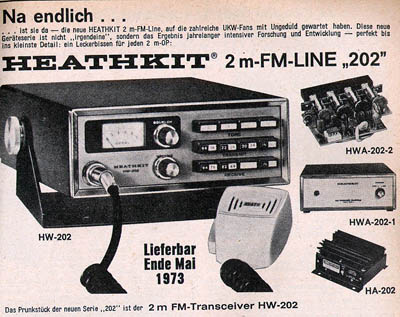 Na endlich ...
... ist sie da — die neue HEATHKIT 2 m-FM-Line, auf die zahlreiche UKW-Fans mit Ungeduld gewartet haben. Diese neue
Geräteserie ist nicht „irgendeine", sondern das Ergebnis jahrelanger intensiver Forschung und Entwicklung — perfekt bis
ins kleinste Detail: ein Leckerbissen für jeden 2 m-OP:
HEATHKIT® 2 m-FM-LINE „202"
HEATHKIT
HWA-202-2
HWA-202-1
HW-202
HEATH
Lieferbar
Ende Mai
1973
HA-202
Das Prunkstück der neuen Serie „202" ist der 2 m FM-Transceiver HW-202